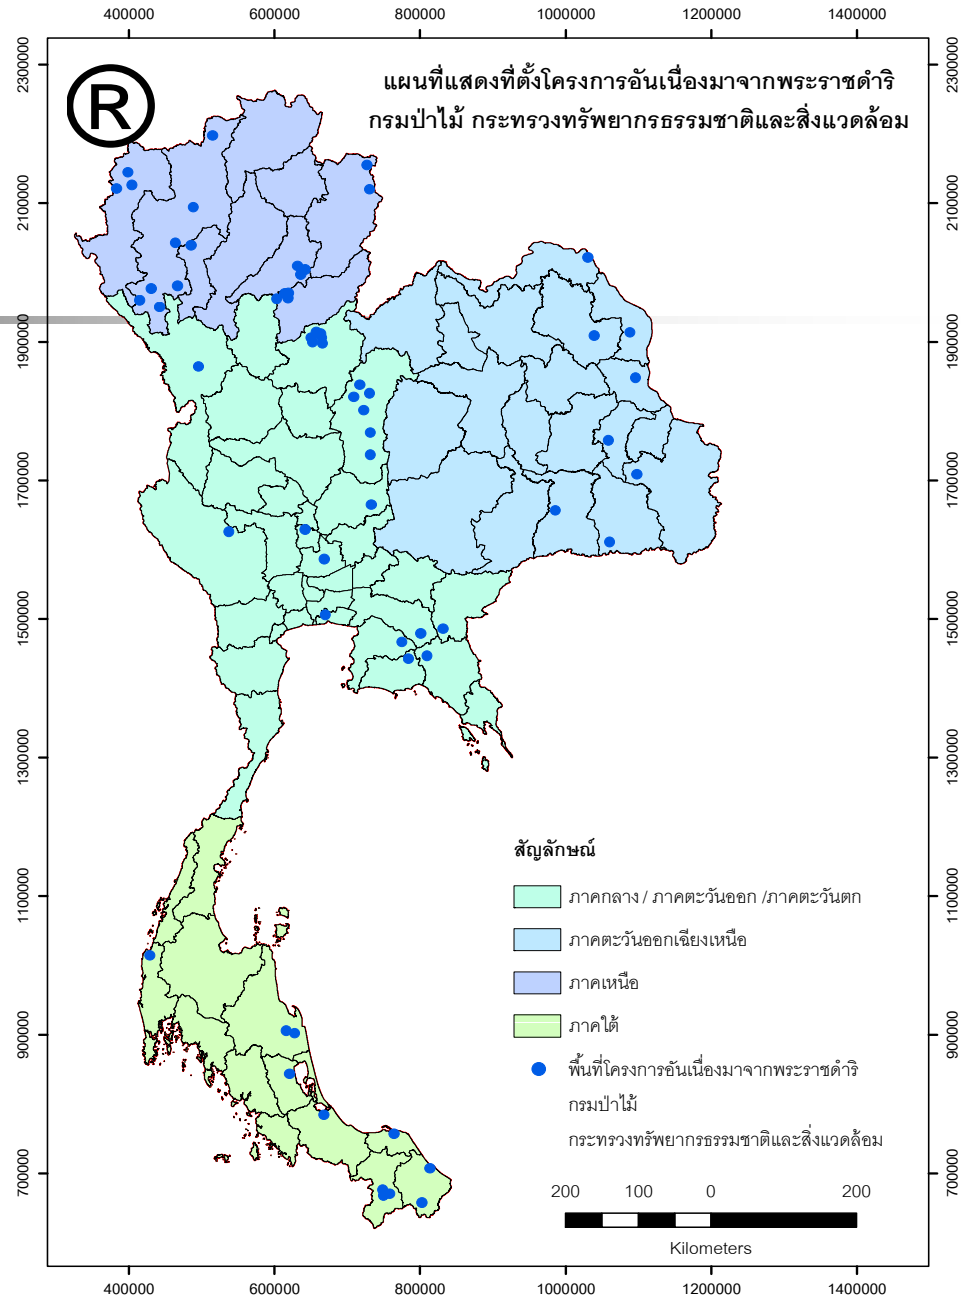 400000 600000 800000 1000000 1200000 1400000
2300000 2300000
®
แผนที่แสดงที่ตั้งโครงการอันเนื่องมาจากพระราชดำริ
กรมป่าไม้ กระทรวงทรัพยากรธรรมชาติและสิ่งแวดล้อม
2100000 2100000
1900000 1900000
1700000 1700000
1500000 1500000
1300000 1300000
สัญลักษณ์
1100000 1100000
ภาคกลาง / ภาคตะวันออก /ภาคตะวันตก
ภาคตะวันออกเฉียงเหนือ
ภาคเหนือ
ภาคใต้
900000 900000
พื้นที่โครงการอันเนื่องมาจากพระราชดำริ
กรมป่าไม้
กระทรวงทรัพยากรธรรมชาติและสิ่งแวดล้อม
700000 700000
200 100 0 200
Kilometers
400000 600000 800000 1000000 1200000 1400000